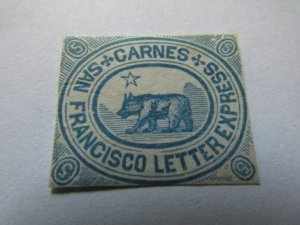 5 5
✢ CARNES ✢
SAN FRANCISCO LETTER EXPRESS
5 5